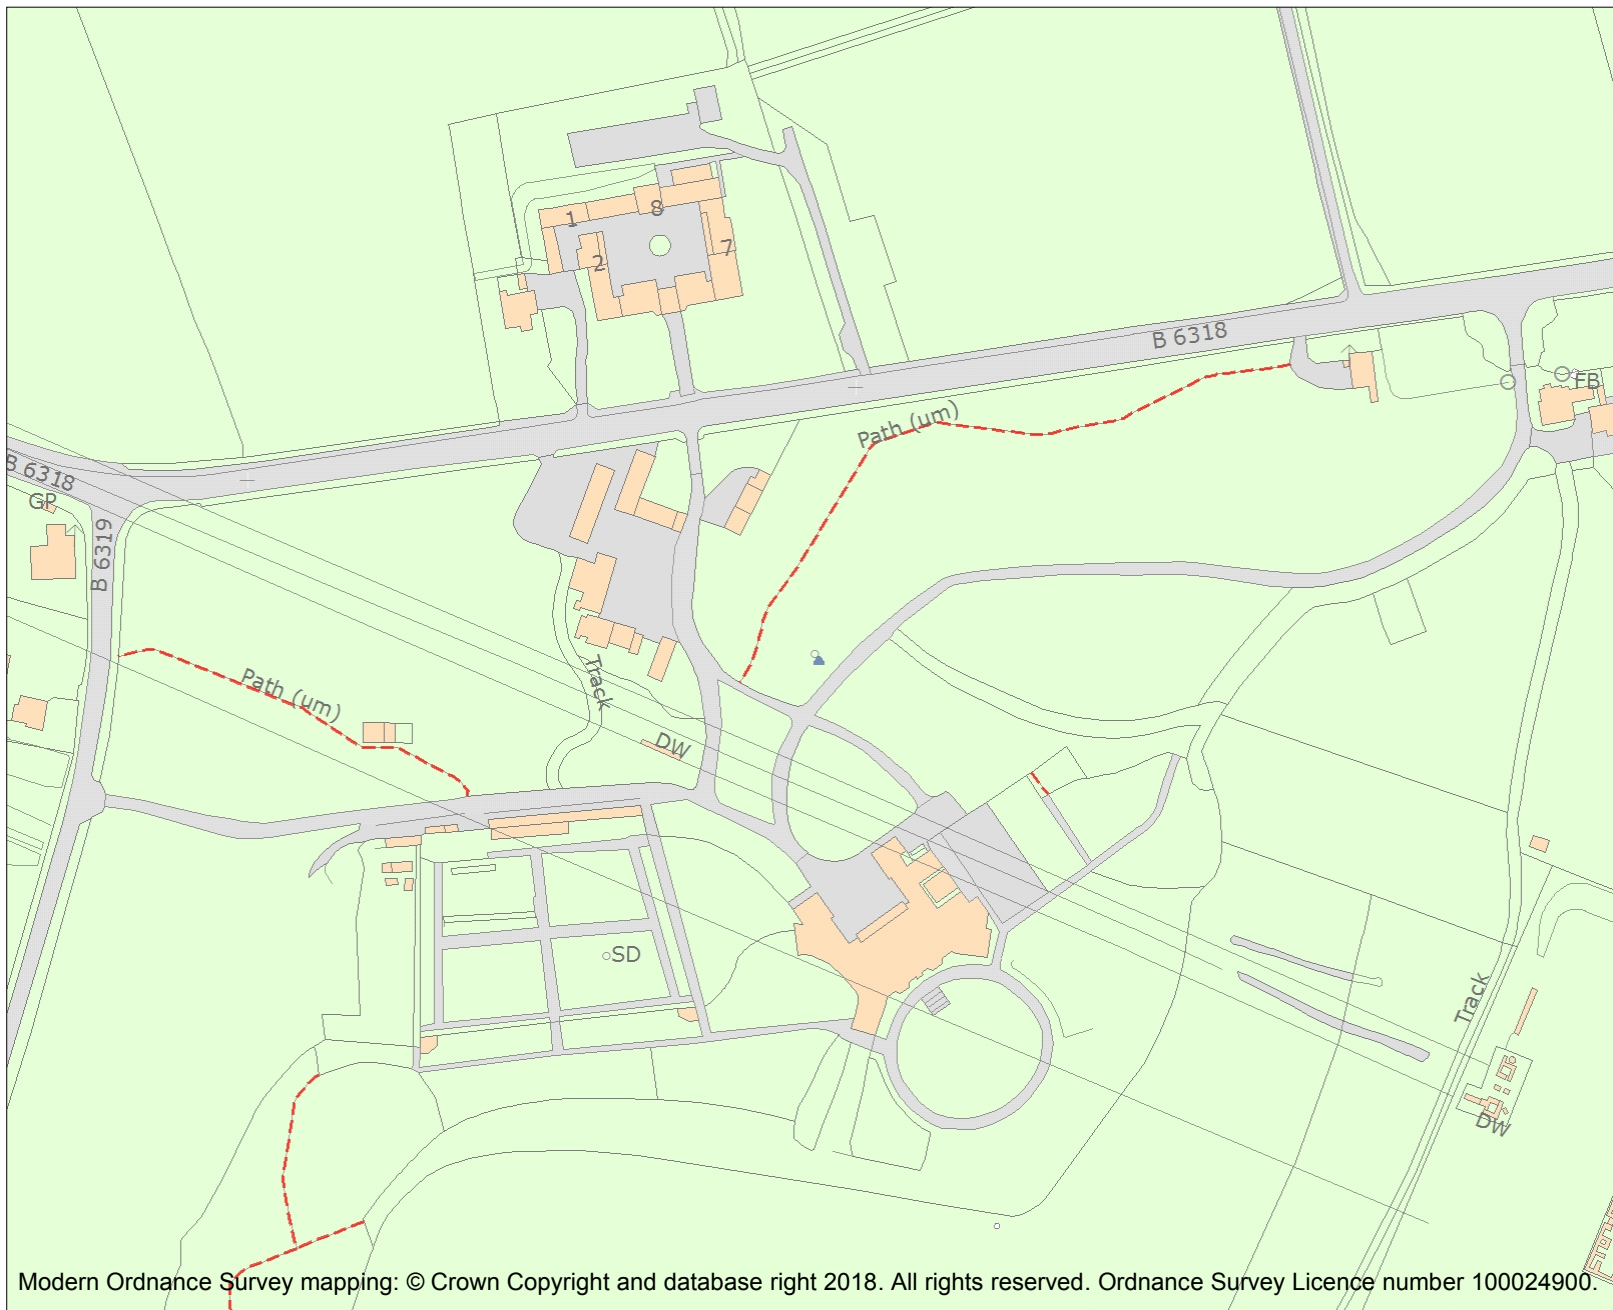 1
8
7
2
B 6318
FB
Path (um)
B 6318
GP
B 6319
Path (um)
Track
DW
SD
Track
DW
Modern Ordnance Survey mapping: © Crown Copyright and database right 2018. All rights reserved. Ordnance Survey Licence number 100024900.